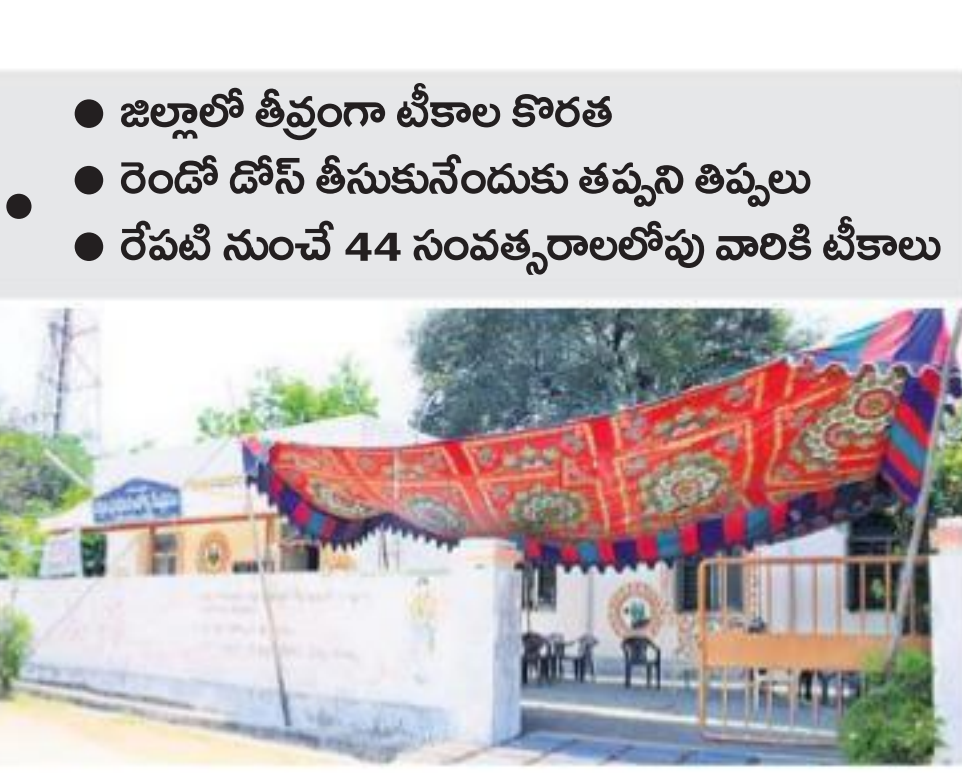 ● జిల్లాలో తీవ్రంగా టీకాల కొరత
● రెండో డోస్ తీసుకునేందుకు తప్పని తిప్పలు
● రేపటి నుంచే 44 సంవత్సరాలలోపు వారికి టీకాలు